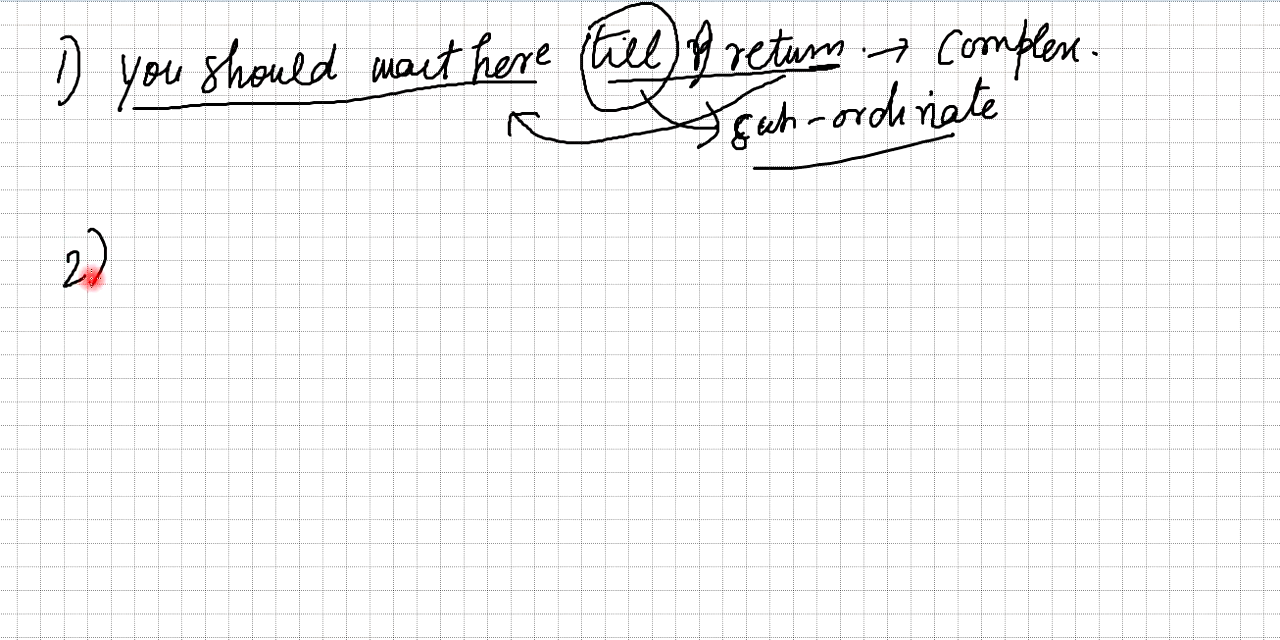 1) you should wait here till I return. → Complex.
sub-ordinate
2)